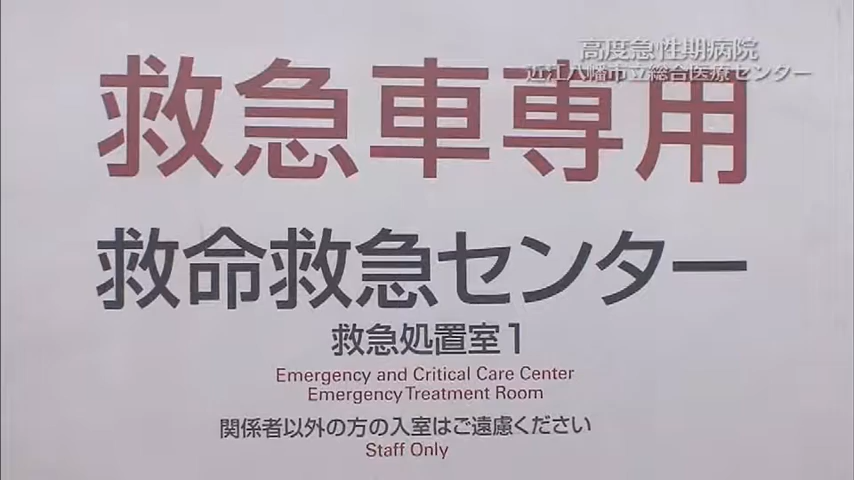 高度急性期病院
近江八幡市立総合医療センター
救急車専用
救命救急センター
救急処置室1
Emergency and Critical Care Center
Emergency Treatment Room
関係者以外の方の入室はご遠慮ください
Staff Only